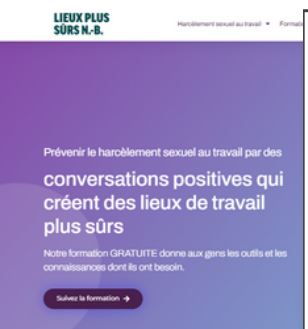 LIEUX PLUS
SÛRS N.-B.
Harcèlement sexuel au travail
Formatio
Prévenir le harcèlement sexuel au travail par des
conversations positives qui
créent des lieux de travail
plus sûrs
Notre formation GRATUITE donne aux gens les outils et les
connaissances dont ils ont besoin.
Suivez la formation →